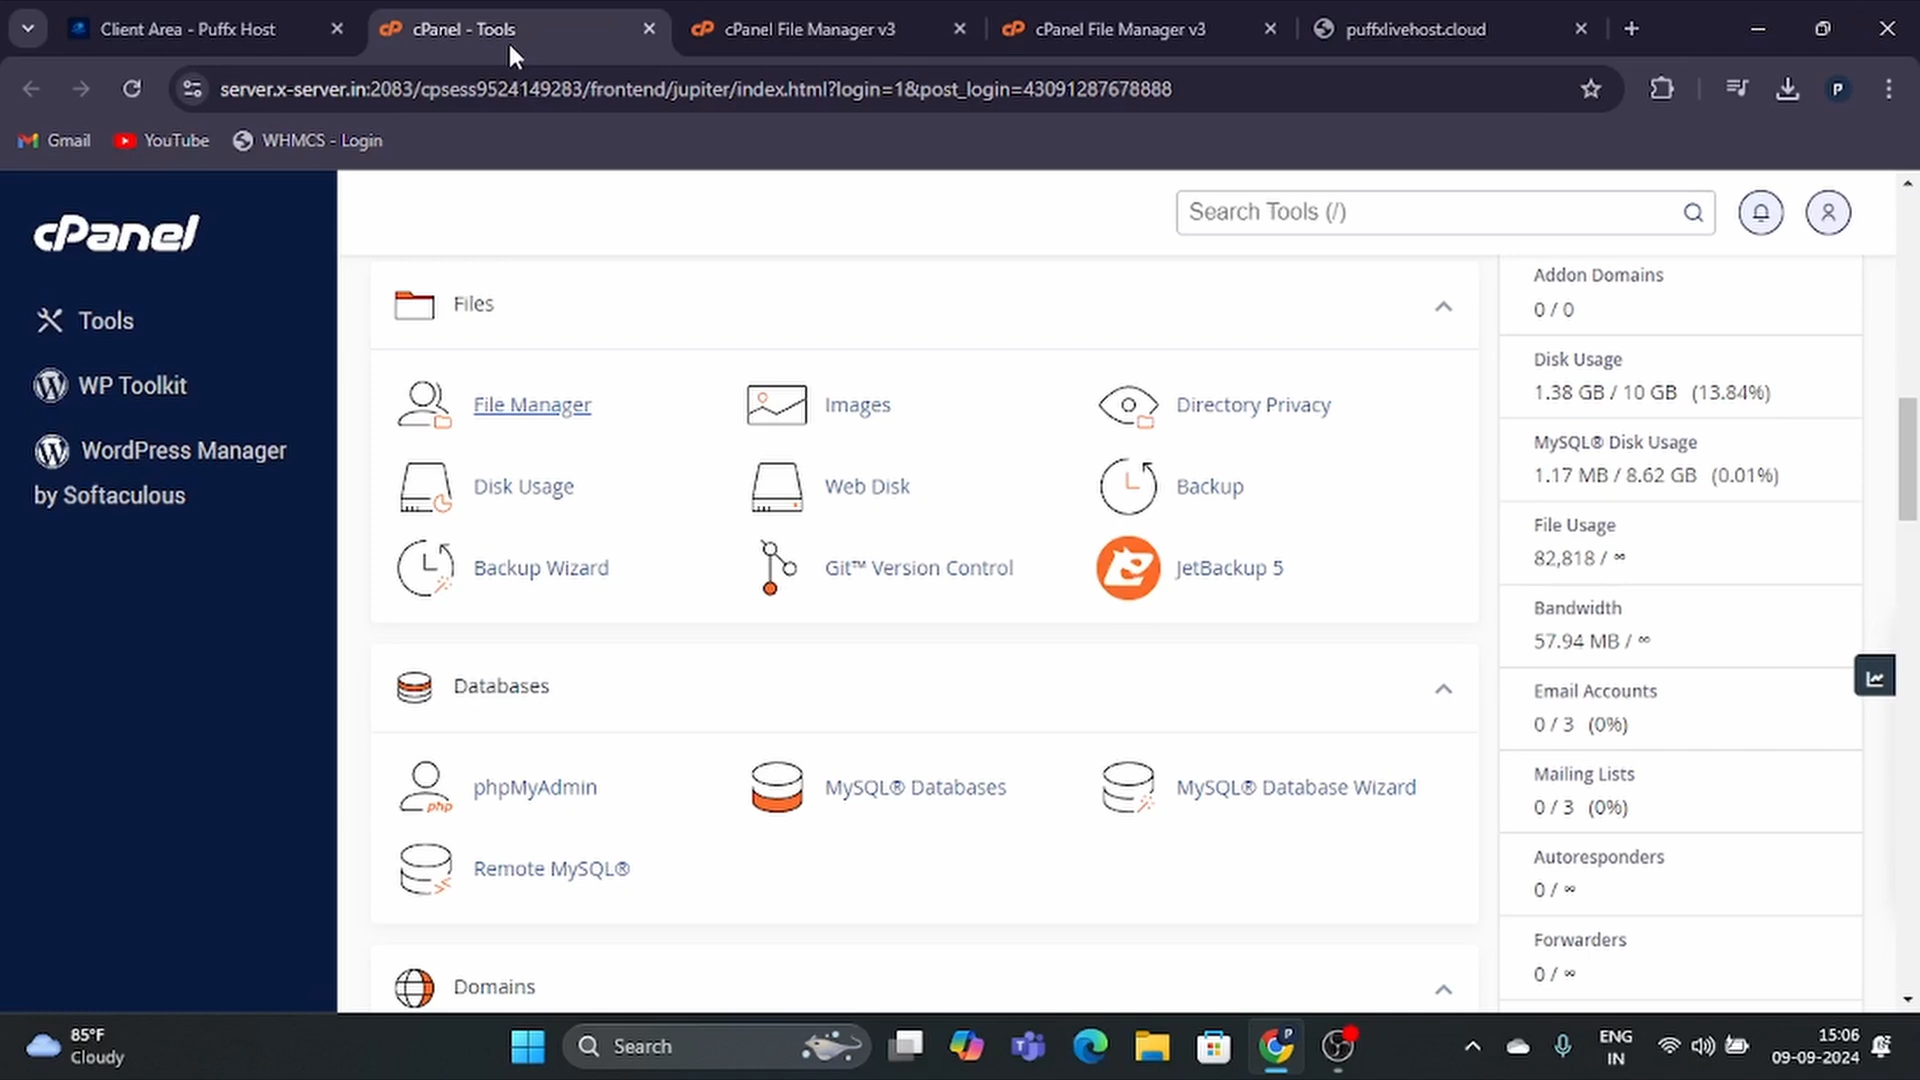 Client Area - Puffx Host
cPanel - Tools
cPanel File Manager v3
cPanel File Manager v3
puffxlivehost.cloud
server.x-server.in:2083/cpsess9524149283/frontend/jupiter/index.html?login=1&post_login=43091287678888
P
Gmail
YouTube
WHMCS - Login
cPanel
Tools
WP Toolkit
WordPress Manager
by Softaculous
Search Tools (/)
Files
File Manager
Images
Directory Privacy
Disk Usage
Web Disk
Backup
Backup Wizard
Git™ Version Control
JetBackup 5
Databases
phpMyAdmin
MySQL® Databases
MySQL® Database Wizard
Remote MySQL®
Domains
Addon Domains
0 / 0
Disk Usage
1.38 GB / 10 GB (13.84%)
MySQL® Disk Usage
1.17 MB / 8.62 GB (0.01%)
File Usage
82,818 / ∞
Bandwidth
57.94 MB / ∞
Email Accounts
0 / 3 (0%)
Mailing Lists
0 / 3 (0%)
Autoresponders
0 / ∞
Forwarders
0 / ∞
85°F
Cloudy
Search
ENG
IN
15:06
09-09-2024